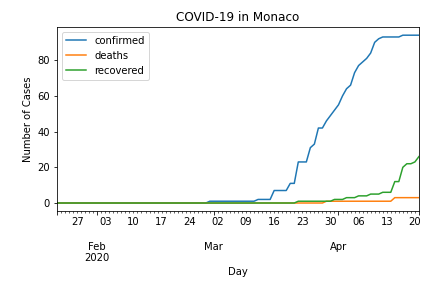 COVID-19 in Monaco
confirmed
deaths
recovered
Number of Cases
80
60
40
20
0
27 03 10 17 24 02 09 16 23 30 06 13 20
Feb Mar Apr
2020
Day